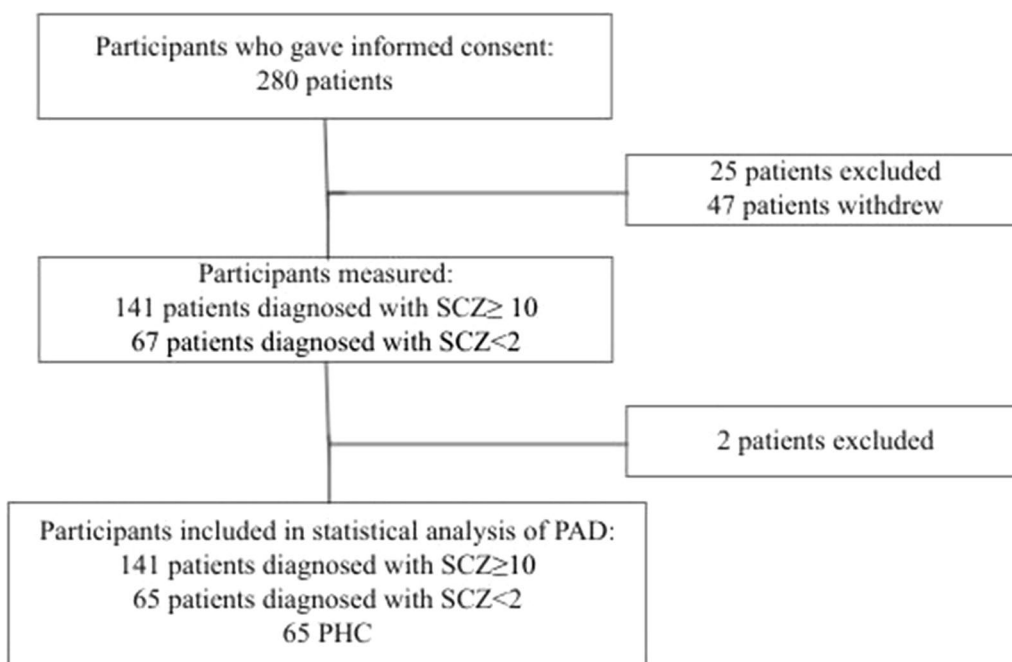 Participants who gave informed consent:
280 patients
25 patients excluded
47 patients withdrew
Participants measured:
141 patients diagnosed with SCZ≥ 10
67 patients diagnosed with SCZ<2
2 patients excluded
Participants included in statistical analysis of PAD:
141 patients diagnosed with SCZ≥10
65 patients diagnosed with SCZ<2
65 PHC